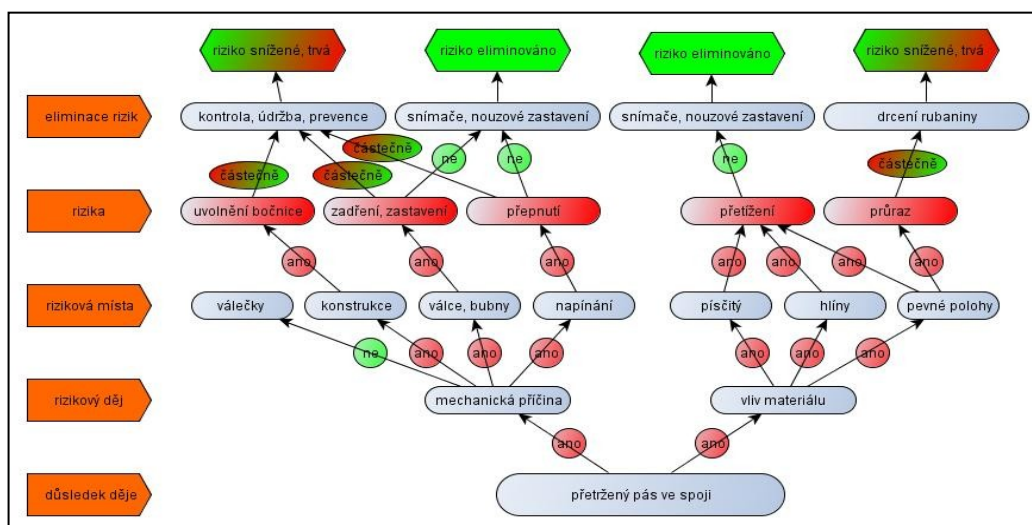 riziko snížené, trvá
riziko eliminováno
riziko eliminováno
riziko snížené, trvá
eliminace rizik
kontrola, údržba, prevence
snímače, nouzové zastavení
snímače, nouzové zastavení
drcení rubaniny
částečně
ne
ne
ne
částečně
částečně
částečně
rizika
uvolnění bočnice
zadření, zastavení
přepnutí
přetížení
průraz
ano
ano
ano
ano
ano
ano
ano
riziková místa
válečky
konstrukce
válce, bubny
napínání
písčitý
hlíny
pevné polohy
ne
ano
ano
ano
ano
ano
ano
rizikový děj
mechanická příčina
vliv materiálu
ano
ano
důsledek děje
přetržený pás ve spoji